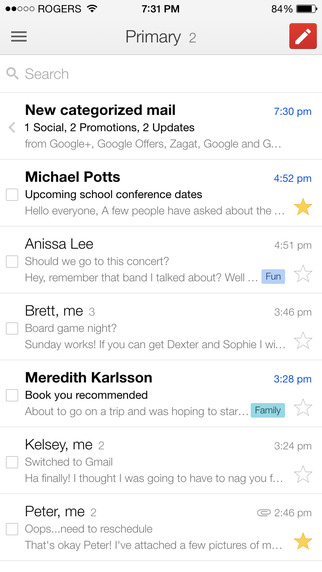 ROGERS 7:31 PM 84%
Primary 2
Search
New categorized mail 7:30 pm
1 Social, 2 Promotions, 2 Updates
from Google+, Google Offers, Zagat, Google and G...
Michael Potts 4:52 pm
Upcoming school conference dates
Hello everyone, A few people have asked about the ...
Anissa Lee 4:51 pm
Should we go to this concert?
Hey, remember that band I talked about? Well ... Fun
Brett, me 3 3:46 pm
Board game night?
Sunday works! If you can get Dexter and Sophie I wi...
Meredith Karlsson 3:28 pm
Book you recommended
About to go on a trip and was hoping to star... Family
Kelsey, me 2 3:24 pm
Switched to Gmail
Ha finally! I thought I was going to have to nag you f...
Peter, me 2 2:46 pm
Oops...need to reschedule
That's okay Peter! I've attached a few pictures of m...